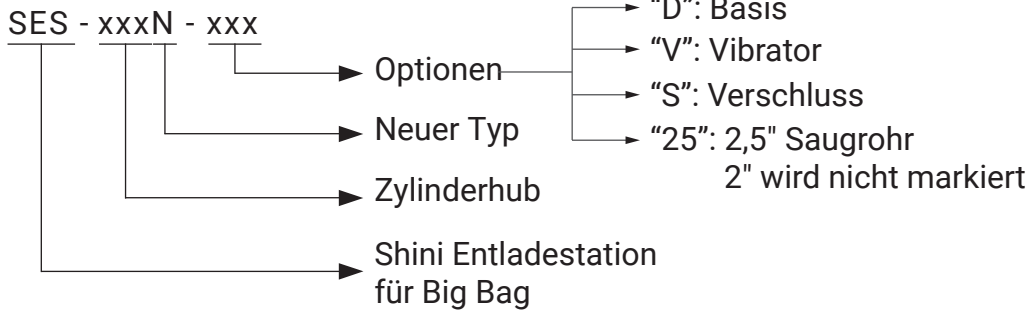 SES - xxxN - xxx
Optionen
Neuer Typ
Zylinderhub
Shini Entladestation
für Big Bag
“D”: Basis
“V”: Vibrator
“S”: Verschluss
“25”: 2,5" Saugrohr
2" wird nicht markiert